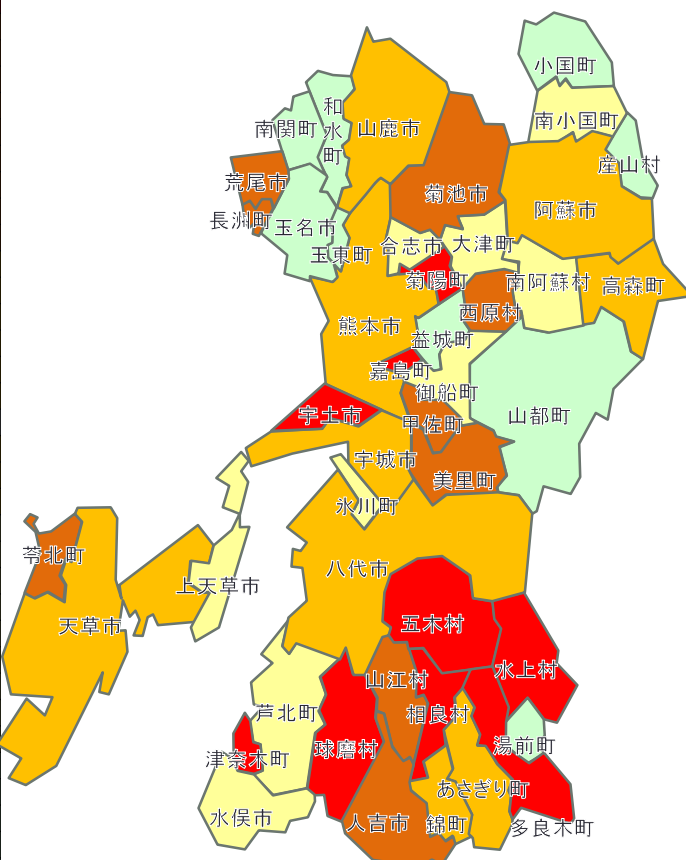 小国町
南小国町
産山村
和水町
南関町
山鹿市
荒尾市
菊池市
阿蘇市
長洲町
玉名市
玉東町
合志市
大津町
菊陽町
南阿蘇村
高森町
西原村
熊本市
益城町
嘉島町
御船町
宇土市
甲佐町
山都町
宇城市
美里町
氷川町
苓北町
八代市
上天草市
天草市
五木村
水上村
山江村
相良村
芦北町
湯前町
津奈木町
球磨村
あさぎり町
水俣市
人吉市
錦町
多良木町